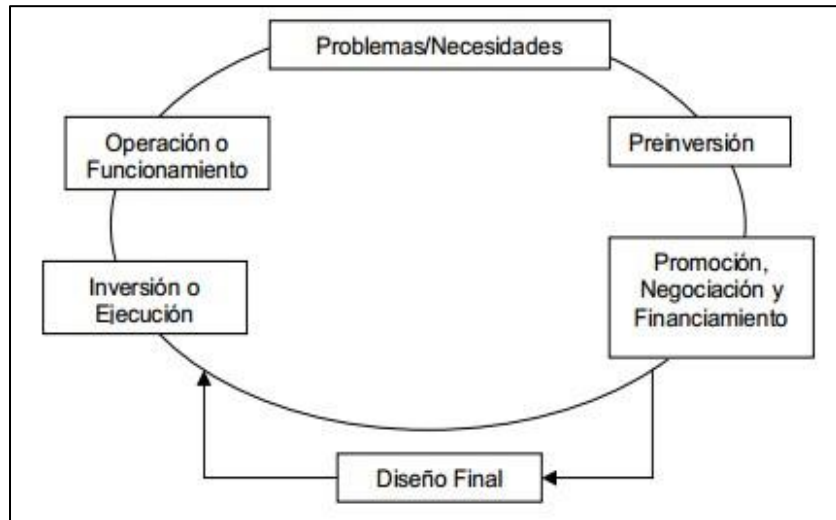 Problemas/Necesidades
Preinversión
Promoción,
Negociación y
Financiamiento
Diseño Final
Inversión o
Ejecución
Operación o
Funcionamiento